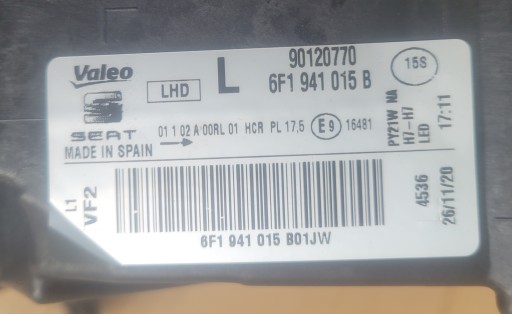 Valeo
LHD
L
90120770
6F1 941 015 B
15S
SEAT
MADE IN SPAIN
01 1 02 A 00RL 01 HCR PL 17,5 E9 16481
PY21W NA
H7-H7
LED
17:11
L1
VF2
4536
26/11/20
6F1 941 015 B01JW